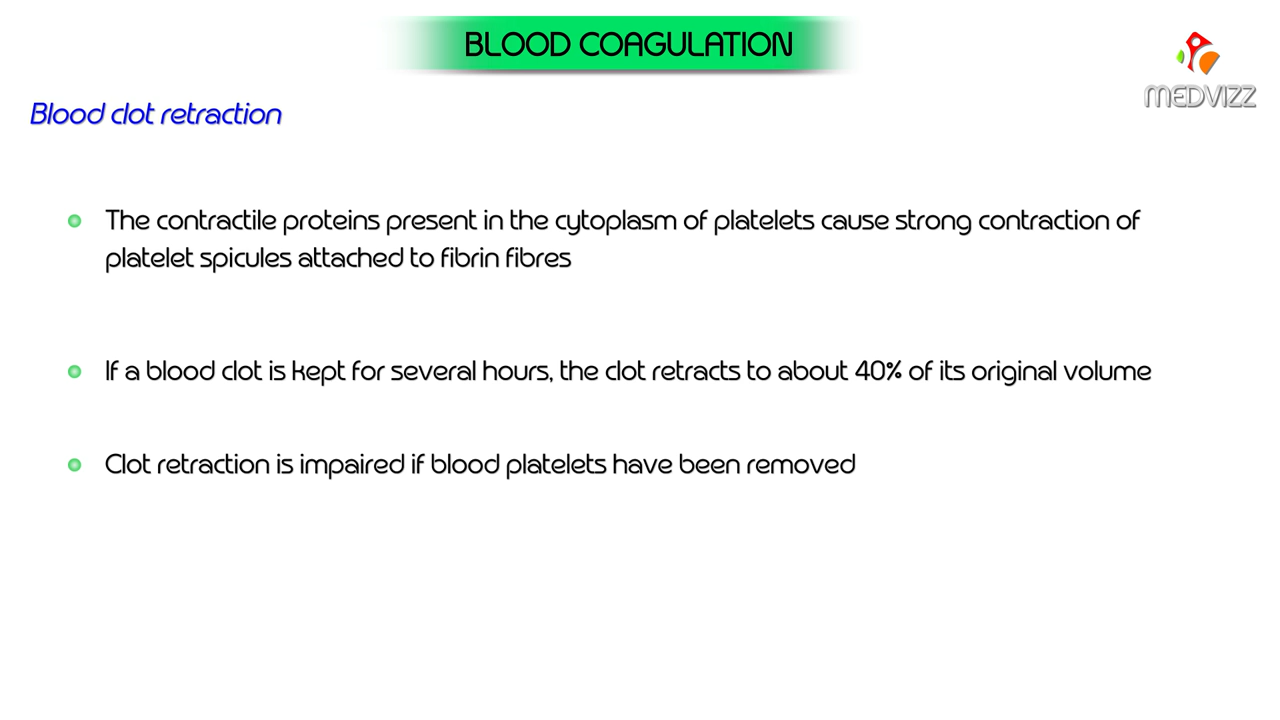 BLOOD COAGULATION
MEDVIZZ
Blood clot retraction
The contractile proteins present in the cytoplasm of platelets cause strong contraction of
platelet spicules attached to fibrin fibres
If a blood clot is kept for several hours, the clot retracts to about 40% of its original volume
Clot retraction is impaired if blood platelets have been removed